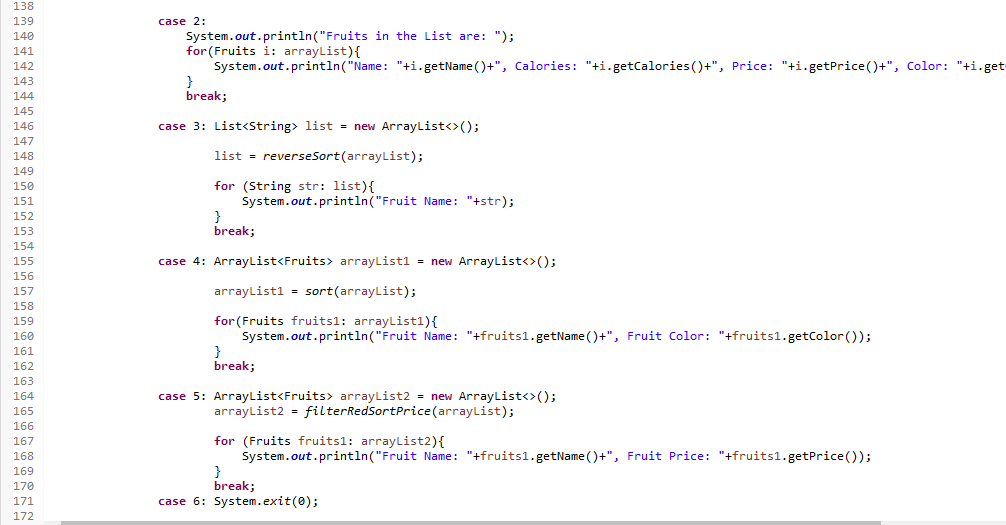 138
139 case 2:
140 System.out.println("Fruits in the List are: ");
141 for(Fruits i: arrayList){
142 System.out.println("Name: "+i.getName()+", Calories: "+i.getCalories()+", Price: "+i.getPrice()+", Color: "+i.get
143 }
144 break;
145
146 case 3: List<String> list = new ArrayList<>();
147
148 list = reverseSort(arrayList);
149
150 for (String str: list){
151 System.out.println("Fruit Name: "+str);
152 }
153 break;
154
155 case 4: ArrayList<Fruits> arrayList1 = new ArrayList<>();
156
157 arrayList1 = sort(arrayList);
158
159 for(Fruits fruits1: arrayList1){
160 System.out.println("Fruit Name: "+fruits1.getName()+", Fruit Color: "+fruits1.getColor());
161 }
162 break;
163
164 case 5: ArrayList<Fruits> arrayList2 = new ArrayList<>();
165 arrayList2 = filterRedSortPrice(arrayList);
166
167 for (Fruits fruits1: arrayList2){
168 System.out.println("Fruit Name: "+fruits1.getName()+", Fruit Price: "+fruits1.getPrice());
169 }
170 break;
171 case 6: System.exit(0);
172